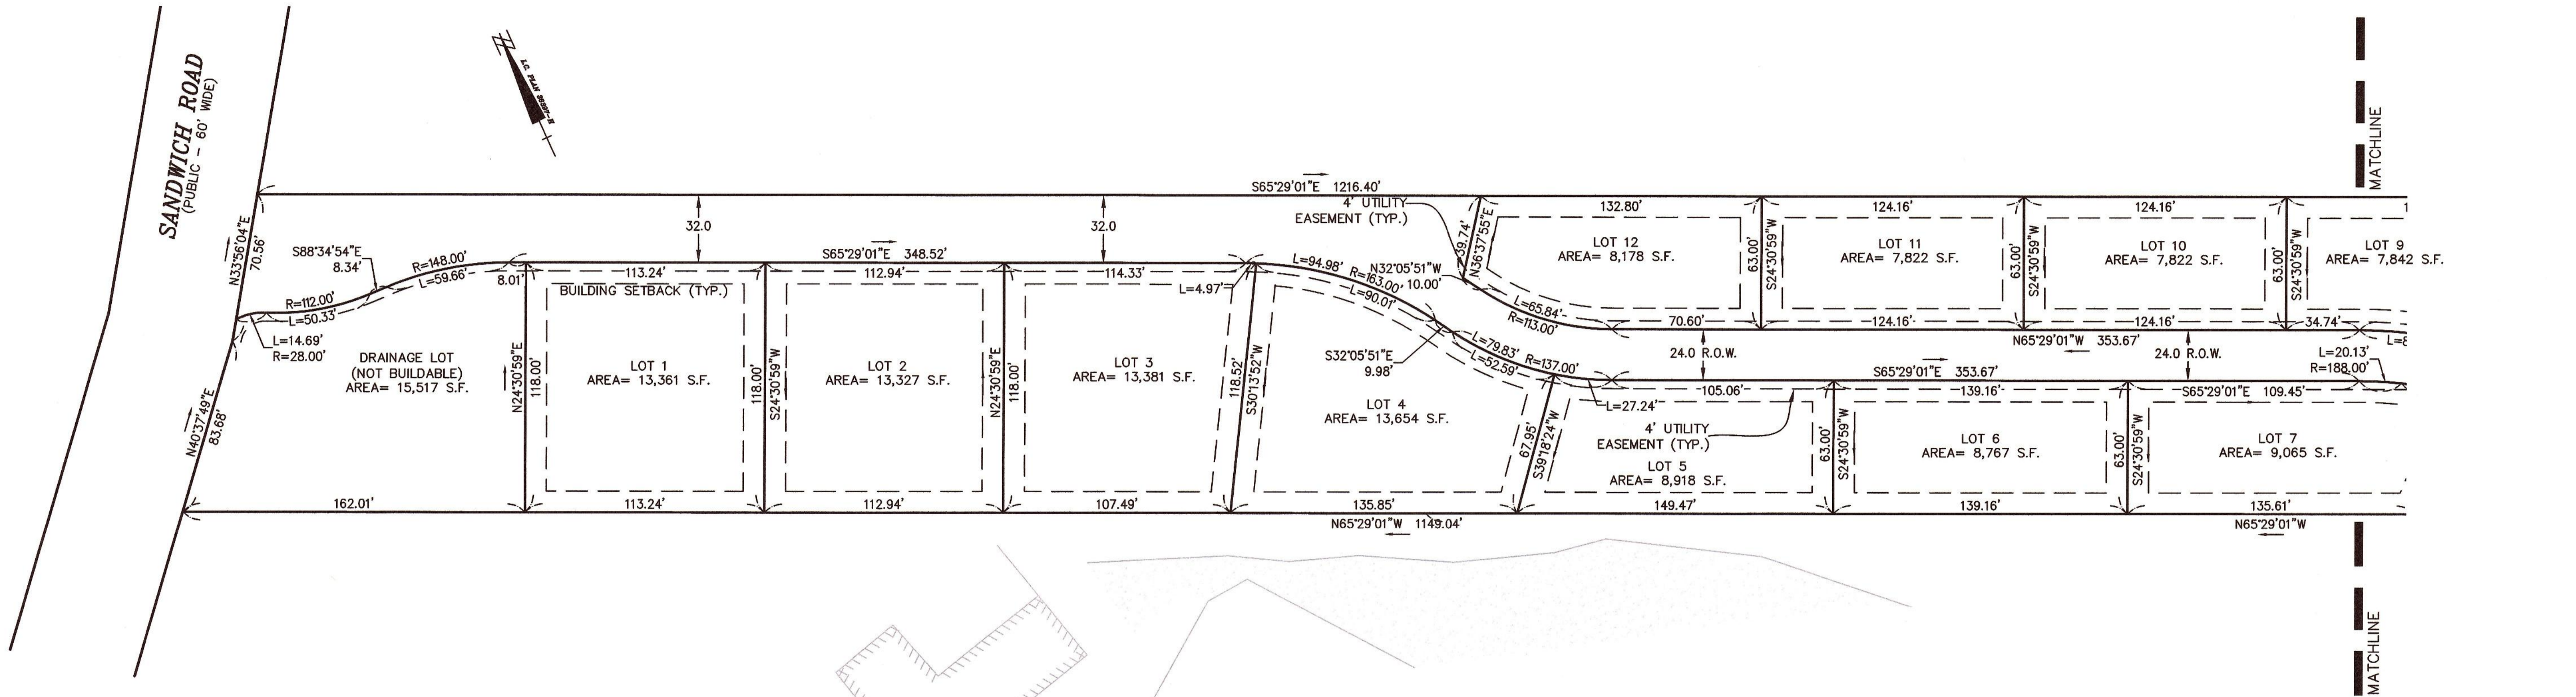 SANDWICH ROAD
(PUBLIC - 60' WIDE)
L.C. PLAN
MATCHLINE
S65°29'01"E 1216.40'
4' UTILITY
EASEMENT (TYP.)
N33°56'04"E
70.56'
S88°34'54"E
8.34'
R=148.00'
L=59.66'
R=112.00'
L=50.33'
L=14.69'
R=28.00'
8.01'
32.0
32.0
S65°29'01"E 348.52'
113.24'
112.94'
114.33'
BUILDING SETBACK (TYP.)
L=4.97'
L=94.98'
R=163.00'
L=90.01'
N32°05'51"W
10.00'
39.74'
N36°37'55"E
132.80'
LOT 12
AREA= 8,178 S.F.
L=65.84'
R=113.00'
70.60'
63.00'
S24°30'59"W
124.16'
LOT 11
AREA= 7,822 S.F.
124.16'
63.00'
S24°30'59"W
124.16'
LOT 10
AREA= 7,822 S.F.
124.16'
63.00'
S24°30'59"W
1
LOT 9
AREA= 7,842 S.F.
34.74'
L=8
N65°29'01"W 353.67'
24.0 R.O.W.
24.0 R.O.W.
S65°29'01"E 353.67'
L=20.13'
R=188.00'
N40°37'49"E
83.68'
DRAINAGE LOT
(NOT BUILDABLE)
AREA= 15,517 S.F.
N24°30'59"E
118.00'
LOT 1
AREA= 13,361 S.F.
118.00'
S24°30'59"W
LOT 2
AREA= 13,327 S.F.
N24°30'59"E
118.00'
LOT 3
AREA= 13,381 S.F.
118.52'
S30°13'52"W
LOT 4
AREA= 13,654 S.F.
S32°05'51"E
9.98'
L=79.83'
R=137.00'
L=52.59'
L=27.24'
67.95'
S39°18'24"W
105.06'
4' UTILITY
EASEMENT (TYP.)
LOT 5
AREA= 8,918 S.F.
63.00'
S24°30'59"W
139.16'
LOT 6
AREA= 8,767 S.F.
63.00'
S24°30'59"W
S65°29'01"E 109.45'
LOT 7
AREA= 9,065 S.F.
162.01'
113.24'
112.94'
107.49'
135.85'
149.47'
139.16'
135.61'
N65°29'01"W 1149.04'
N65°29'01"W
MATCHLINE